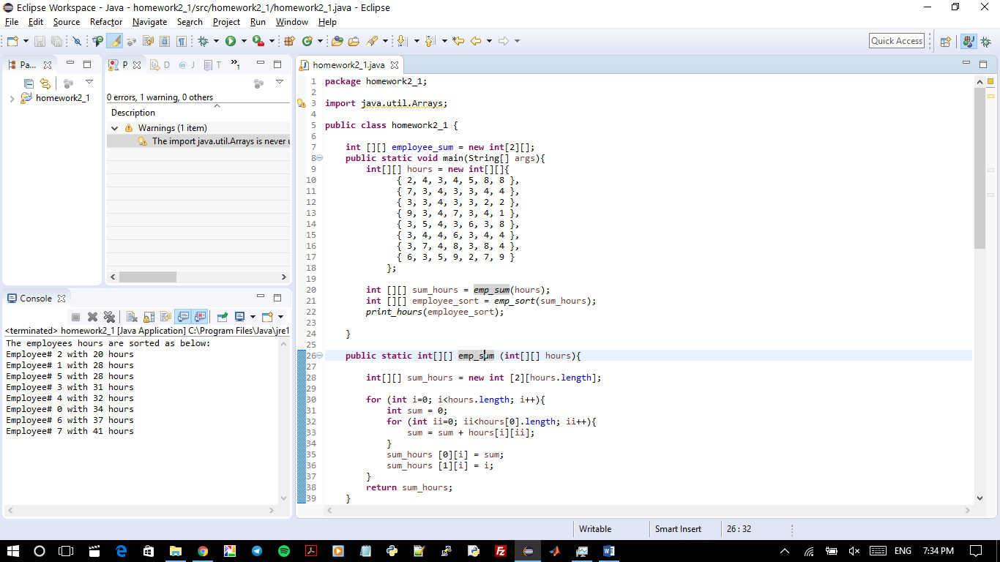 Eclipse Workspace - Java - homework2_1/src/homework2_1/homework2_1.java - Eclipse
File Edit Source Refactor Navigate Search Project Run Window Help
Quick Access
Pa...
P D @ J T »1
homework2_1.java
homework2_1
0 errors, 1 warning, 0 others
Description
Warnings (1 item)
The import java.util.Arrays is never u
1 package homework2_1;
2
3 import java.util.Arrays;
4
5 public class homework2_1 {
6
7 int [][] employee_sum = new int[2][];
8 public static void main(String[] args){
9 int[][] hours = new int[][]{
10 { 2, 4, 3, 4, 5, 8, 8 },
11 { 7, 3, 4, 3, 3, 4, 4 },
12 { 3, 3, 4, 3, 3, 2, 2 },
13 { 9, 3, 4, 7, 3, 4, 1 },
14 { 3, 5, 4, 3, 6, 3, 8 },
15 { 3, 4, 4, 6, 3, 4, 4 },
16 { 3, 7, 4, 8, 3, 8, 4 },
17 { 6, 3, 5, 9, 2, 7, 9 }
18 };
19
20 int [][] sum_hours = emp_sum(hours);
21 int [][] employee_sort = emp_sort(sum_hours);
22 print_hours(employee_sort);
23
24 }
25
26 public static int[][] emp_sum (int[][] hours){
27
28 int[][] sum_hours = new int [2][hours.length];
29
30 for (int i=0; i<hours.length; i++){
31 int sum = 0;
32 for (int ii=0; ii<hours[0].length; ii++){
33 sum = sum + hours[i][ii];
34 }
35 sum_hours [0][i] = sum;
36 sum_hours [1][i] = i;
37 }
38 return sum_hours;
39 }
Console
<terminated> homework2_1 [Java Application] C:\Program Files\Java\jre1
The employees hours are sorted as below:
Employee# 2 with 20 hours
Employee# 1 with 28 hours
Employee# 5 with 28 hours
Employee# 3 with 31 hours
Employee# 4 with 32 hours
Employee# 0 with 34 hours
Employee# 6 with 37 hours
Employee# 7 with 41 hours
Writable Smart Insert 26 : 32
ENG 7:34 PM